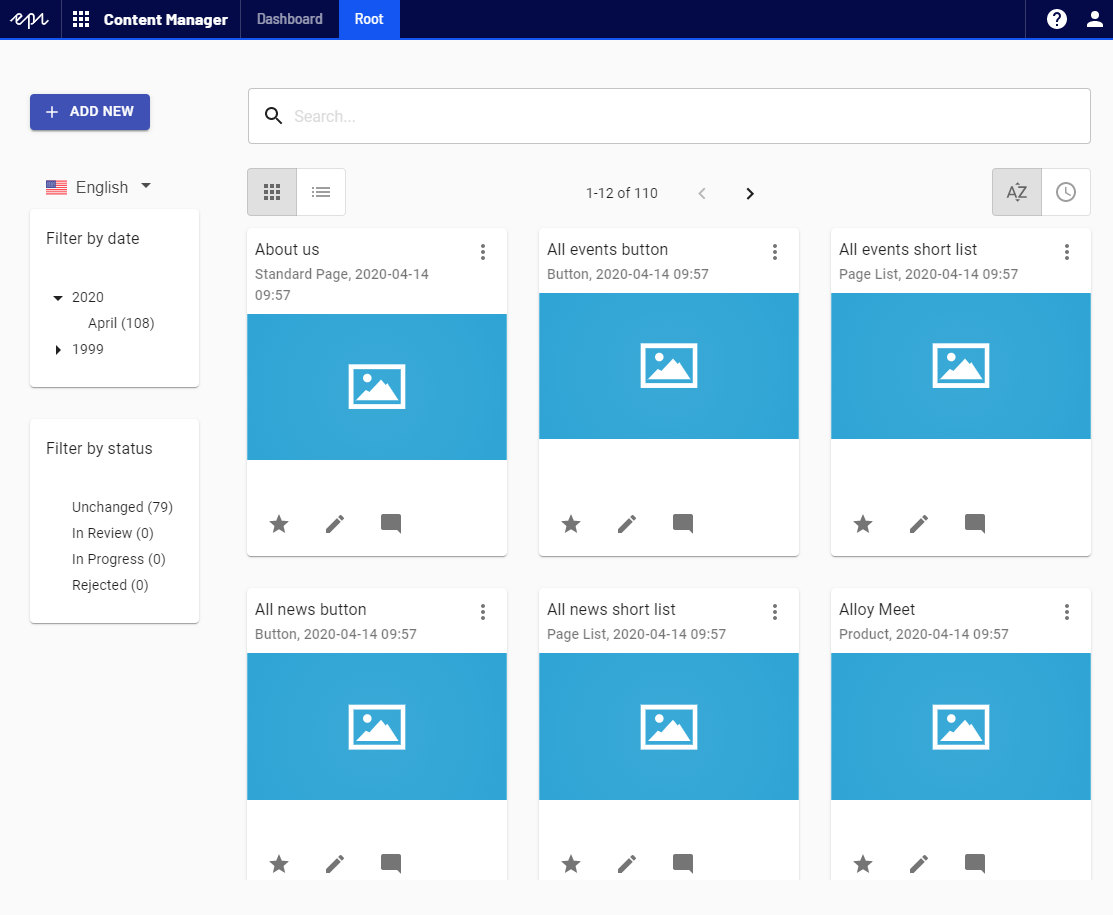 epi Content Manager Dashboard Root
ADD NEW
Search...
English
1-12 of 110
AZ
Filter by date
2020
April (108)
1999
Filter by status
Unchanged (79)
In Review (0)
In Progress (0)
Rejected (0)
About us
Standard Page, 2020-04-14
09:57
All events button
Button, 2020-04-14 09:57
All events short list
Page List, 2020-04-14 09:57
All news button
Button, 2020-04-14 09:57
All news short list
Page List, 2020-04-14 09:57
Alloy Meet
Product, 2020-04-14 09:57